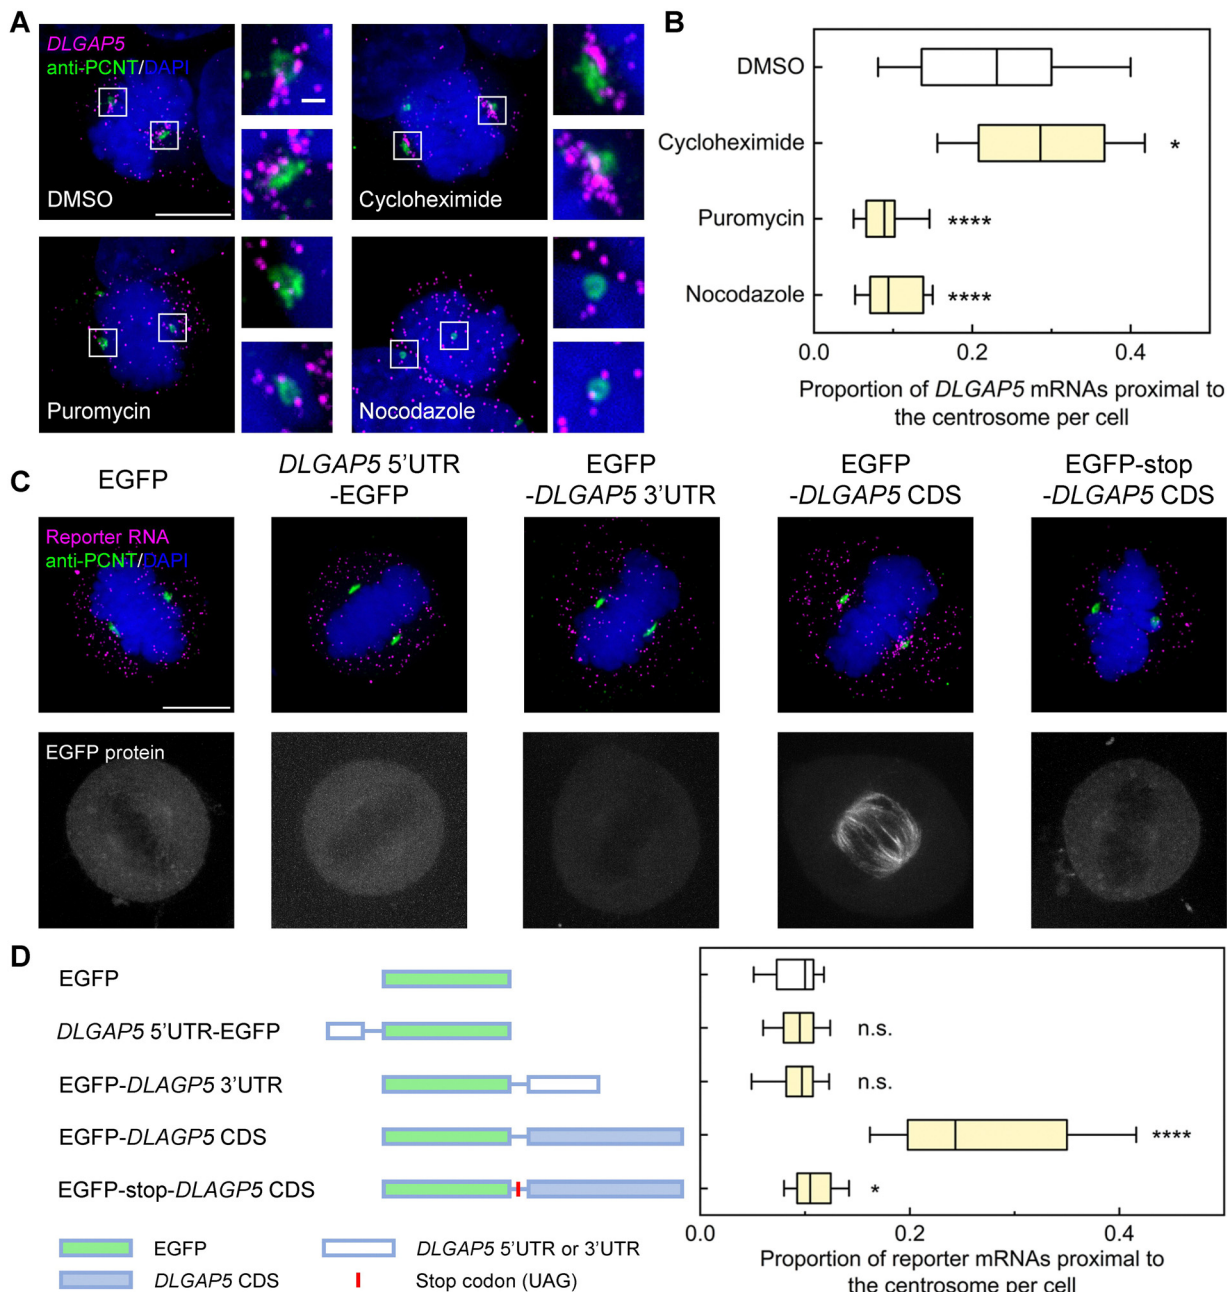 A
DLGAP5
anti-PCNT/DAPI
DMSO
Cycloheximide
Puromycin
Nocodazole
B
DMSO
Cycloheximide
*
Puromycin
****
Nocodazole
****
0.0
0.2
0.4
Proportion of DLGAP5 mRNAs proximal to
the centrosome per cell
C
EGFP
DLGAP5 5’UTR
-EGFP
EGFP
-DLGAP5 3’UTR
EGFP
-DLGAP5 CDS
EGFP-stop
-DLGAP5 CDS
Reporter RNA
anti-PCNT/DAPI
EGFP protein
D
EGFP
DLGAP5 5’UTR-EGFP
n.s.
EGFP-DLAGP5 3’UTR
n.s.
EGFP-DLAGP5 CDS
****
EGFP-stop-DLAGP5 CDS
*
EGFP
DLGAP5 5’UTR or 3’UTR
DLGAP5 CDS
Stop codon (UAG)
0.0
0.2
0.4
Proportion of reporter mRNAs proximal to
the centrosome per cell